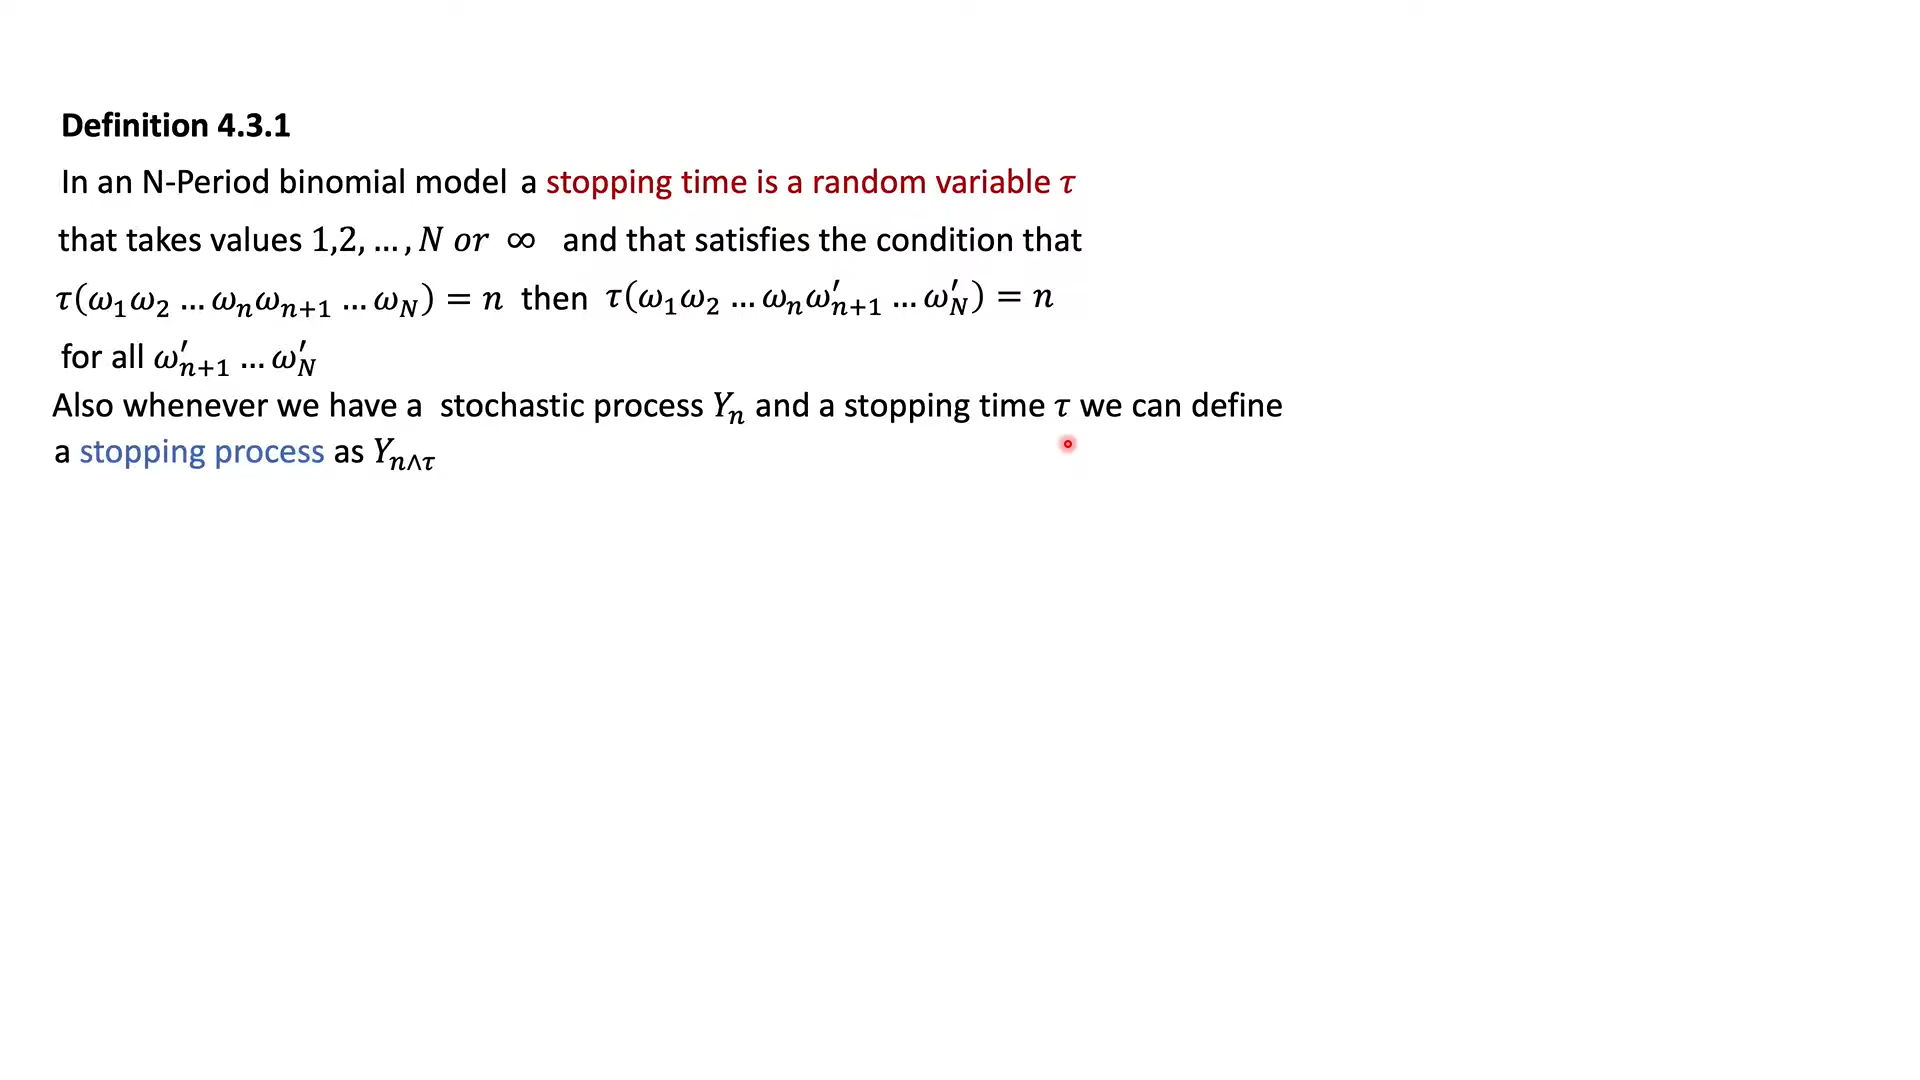 Definition 4.3.1
In an N-Period binomial model a stopping time is a random variable τ
that takes values 1,2, … , N or ∞ and that satisfies the condition that
τ(ω₁ω₂ … ωₙωₙ₊₁ … ω_N) = n then τ(ω₁ω₂ … ωₙω′ₙ₊₁ … ω′_N) = n
for all ω′ₙ₊₁ … ω′_N
Also whenever we have a stochastic process Yₙ and a stopping time τ we can define
a stopping process as Y_{n∧τ}